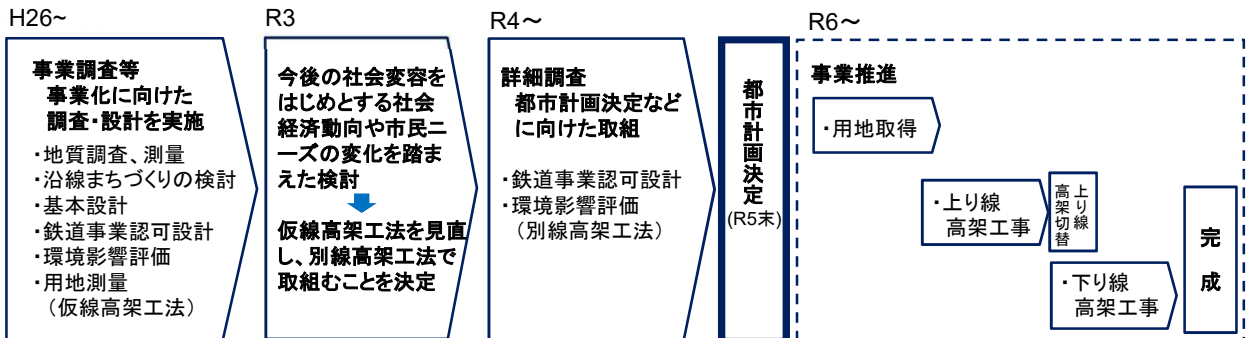 H26~
事業調査等
事業化に向けた
調査・設計を実施
・地質調査、測量
・沿線まちづくりの検討
・基本設計
・鉄道事業認可設計
・環境影響評価
・用地測量
（仮線高架工法）
R3
今後の社会変容を
はじめとする社会
経済動向や市民ニ
ーズの変化を踏ま
えた検討
仮線高架工法を見直
し、別線高架工法で
取組むことを決定
R4～
詳細調査
都市計画決定など
に向けた取組
・鉄道事業認可設計
・環境影響評価
（別線高架工法）
都市計画決定
(R5末)
R6～
事業推進
・用地取得
・上り線
高架工事
上り線
高架切替
・下り線
高架工事
完成